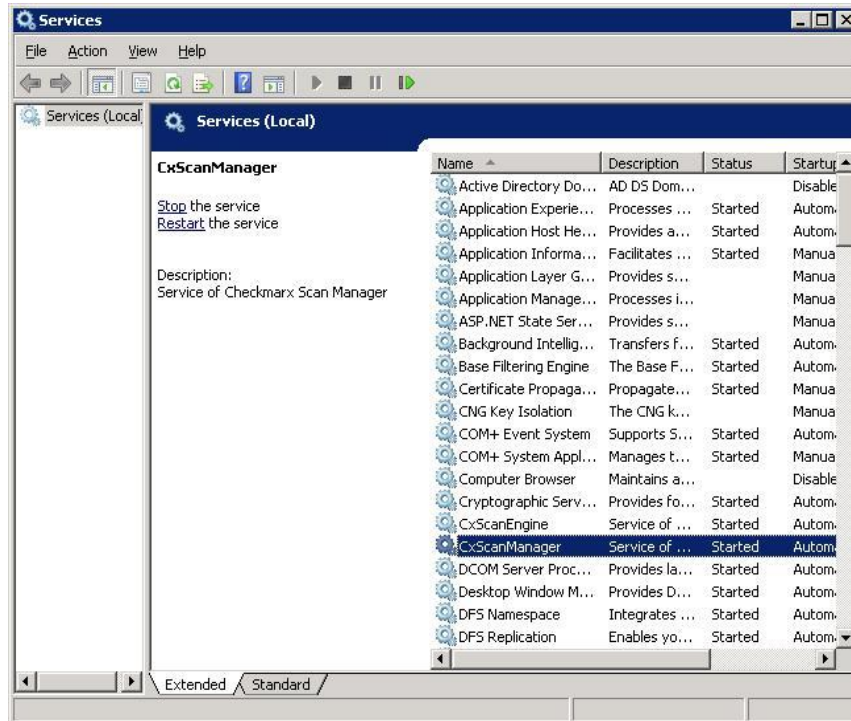 Services
File Action View Help
Services (Local)
Services (Local)
CxScanManager
Stop the service
Restart the service
Description:
Service of Checkmarx Scan Manager
Name Description Status Startup
Active Directory Do... AD DS Dom... Disable
Application Experie... Processes ... Started Autom
Application Host He... Provides a... Started Autom
Application Informa... Facilitates ... Started Manua
Application Layer G... Provides s... Manua
Application Manage... Processes i... Manua
ASP.NET State Ser... Provides s... Manua
Background Intellig... Transfers f... Started Autom
Base Filtering Engine The Base F... Started Autom
Certificate Propaga... Propagate... Started Manua
CNG Key Isolation The CNG k... Manua
COM+ Event System Supports S... Started Autom
COM+ System Appl... Manages t... Started Manua
Computer Browser Maintains a... Disable
Cryptographic Serv... Provides fo... Started Autom
CxScanEngine Service of ... Started Autom
CxScanManager Service of ... Started Autom
DCOM Server Proc... Provides la... Started Autom
Desktop Window M... Provides D... Started Autom
DFS Namespace Integrates ... Started Autom
DFS Replication Enables yo... Started Autom
Extended Standard